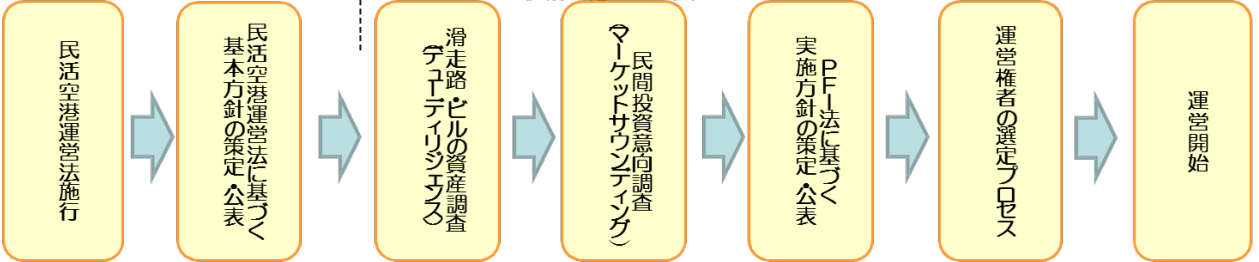 民活空港運営法施行
民活空港運営法に基づく
基本方針の策定・公表
滑走路・ビルの資産調査
（デューディリジェンス）
民間投資意向調査
（マーケットサウンディング）
ＰＦＩ法に基づく
実施方針の策定・公表
運営権者の選定プロセス
運営開始